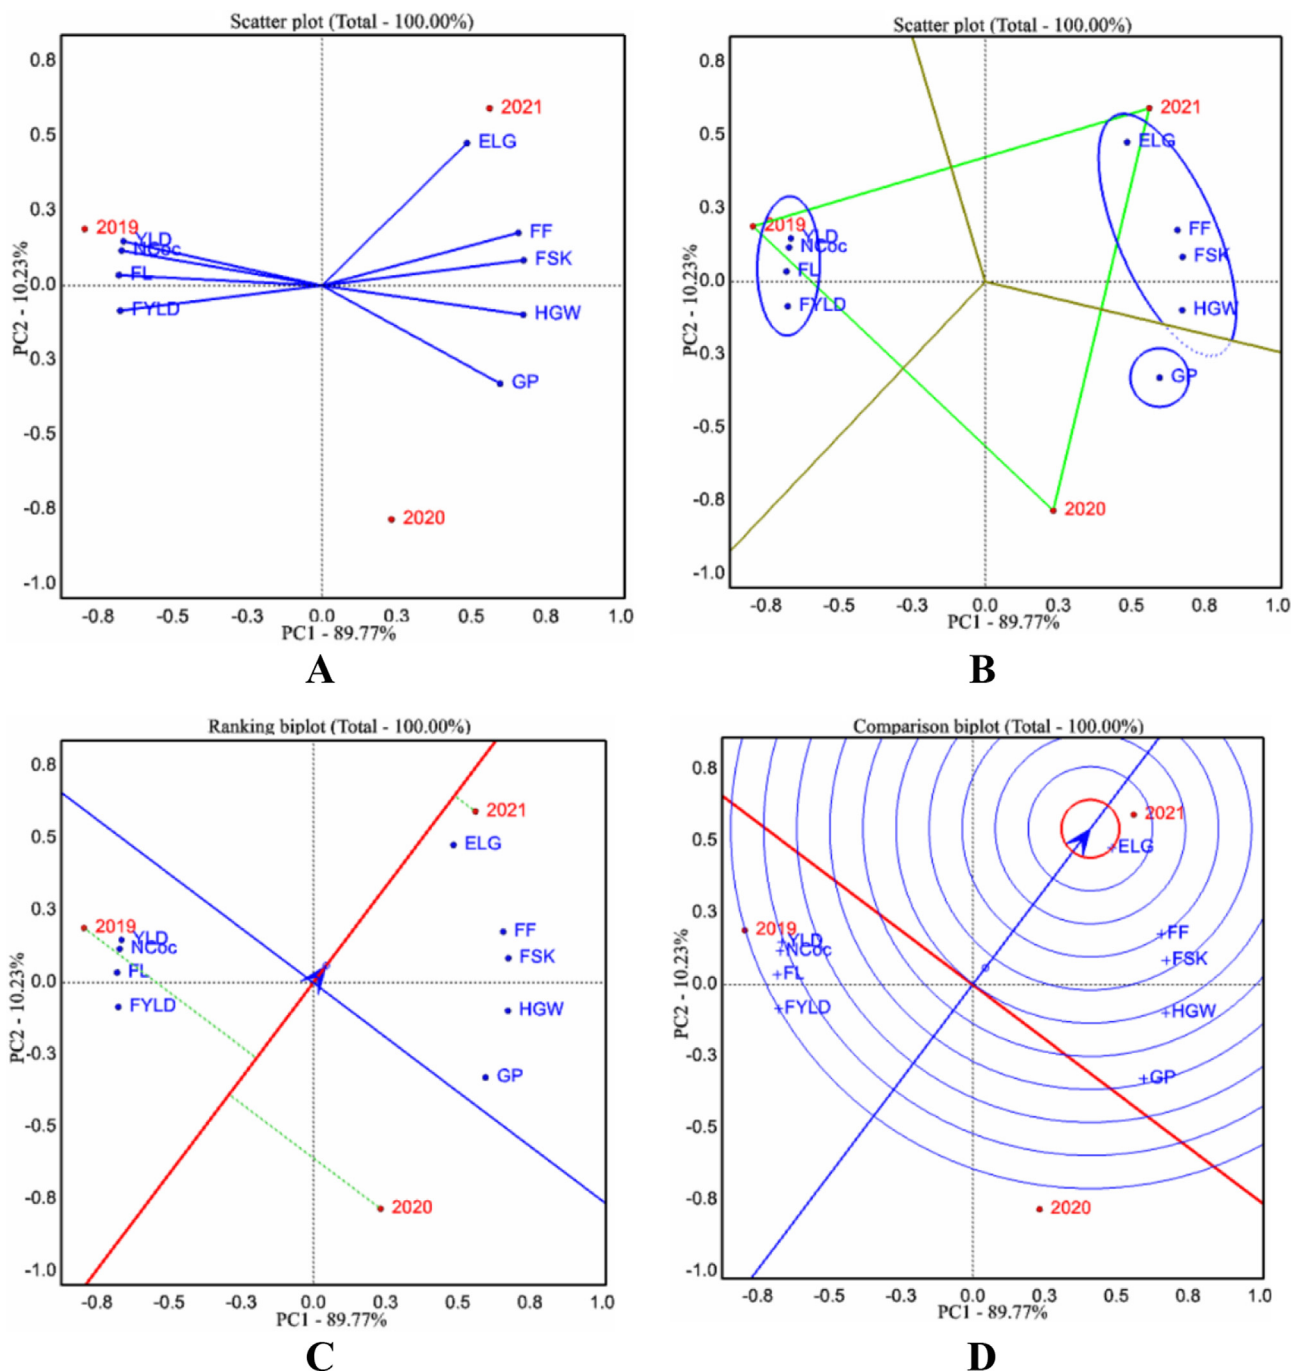 Scatter plot (Total - 100.00%)
0.8
0.5
0.3
0.0
-0.3
-0.5
-0.8
-1.0
PC2 - 10.23%
2021
ELG
2019
YLD
NCoc
FL
FYLD
FF
FSK
HGW
GP
2020
-0.8 -0.5 -0.3 0.0 0.3 0.5 0.8 1.0
PC1 - 89.77%
A
Scatter plot (Total - 100.00%)
0.8
0.5
0.3
0.0
-0.3
-0.5
-0.8
-1.0
PC2 - 10.23%
2021
ELG
2019
YLD
NCoc
FL
FYLD
FF
FSK
HGW
GP
2020
-0.8 -0.5 -0.3 0.0 0.3 0.5 0.8 1.0
PC1 - 89.77%
B
Ranking biplot (Total - 100.00%)
0.8
0.5
0.3
0.0
-0.3
-0.5
-0.8
-1.0
PC2 - 10.23%
2021
ELG
2019
YLD
NCoc
FL
FYLD
FF
FSK
HGW
GP
2020
-0.8 -0.5 -0.3 0.0 0.3 0.5 0.8 1.0
PC1 - 89.77%
C
Comparison biplot (Total - 100.00%)
0.8
0.5
0.3
0.0
-0.3
-0.5
-0.8
-1.0
PC2 - 10.23%
2021
ELG
2019
YLD
NCoc
FL
FYLD
FF
FSK
HGW
GP
2020
-0.8 -0.5 -0.3 0.0 0.3 0.5 0.8 1.0
PC1 - 89.77%
D